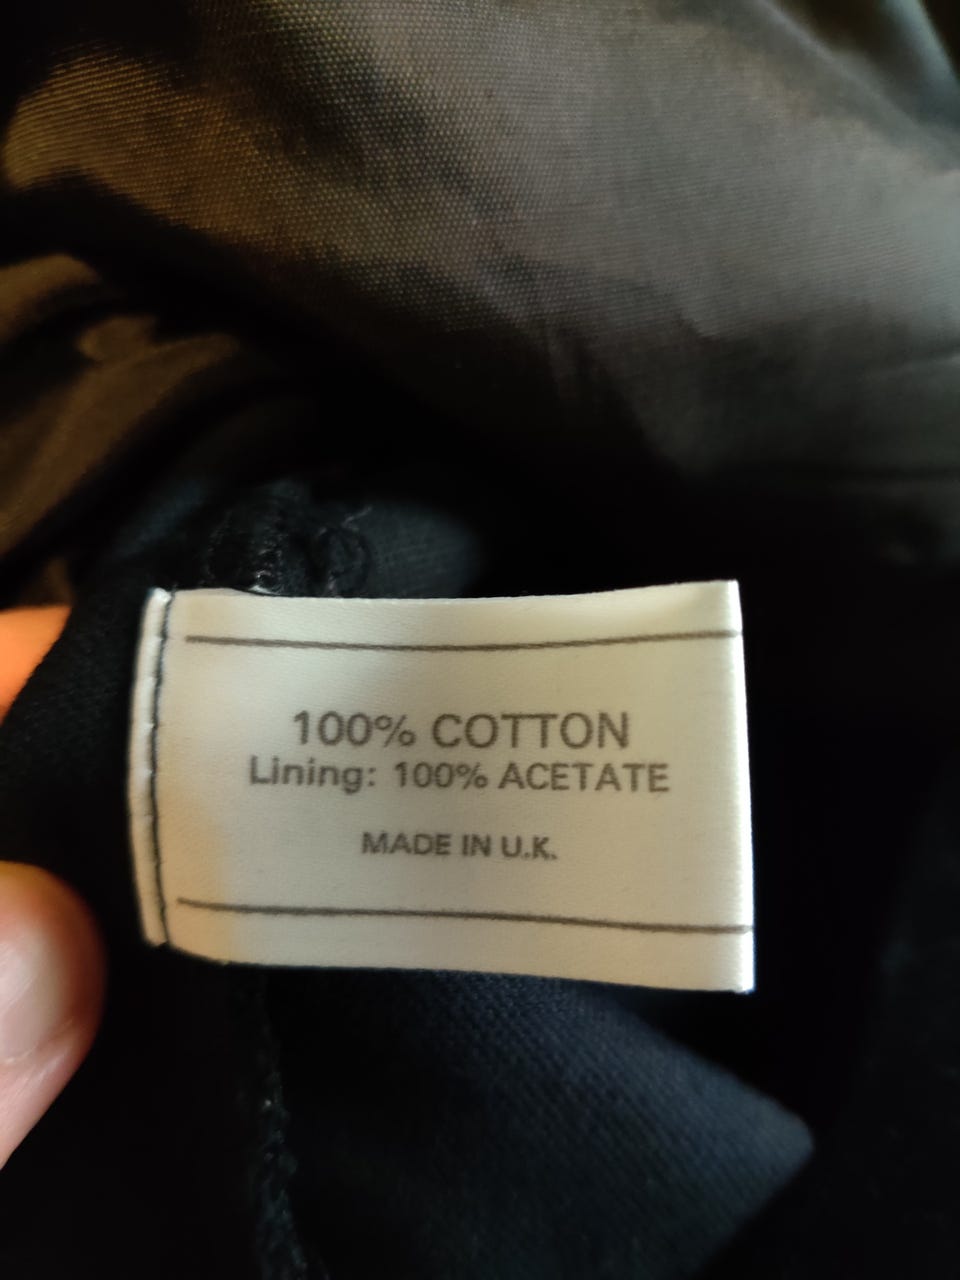 100% COTTON
Lining: 100% ACETATE
MADE IN U.K.